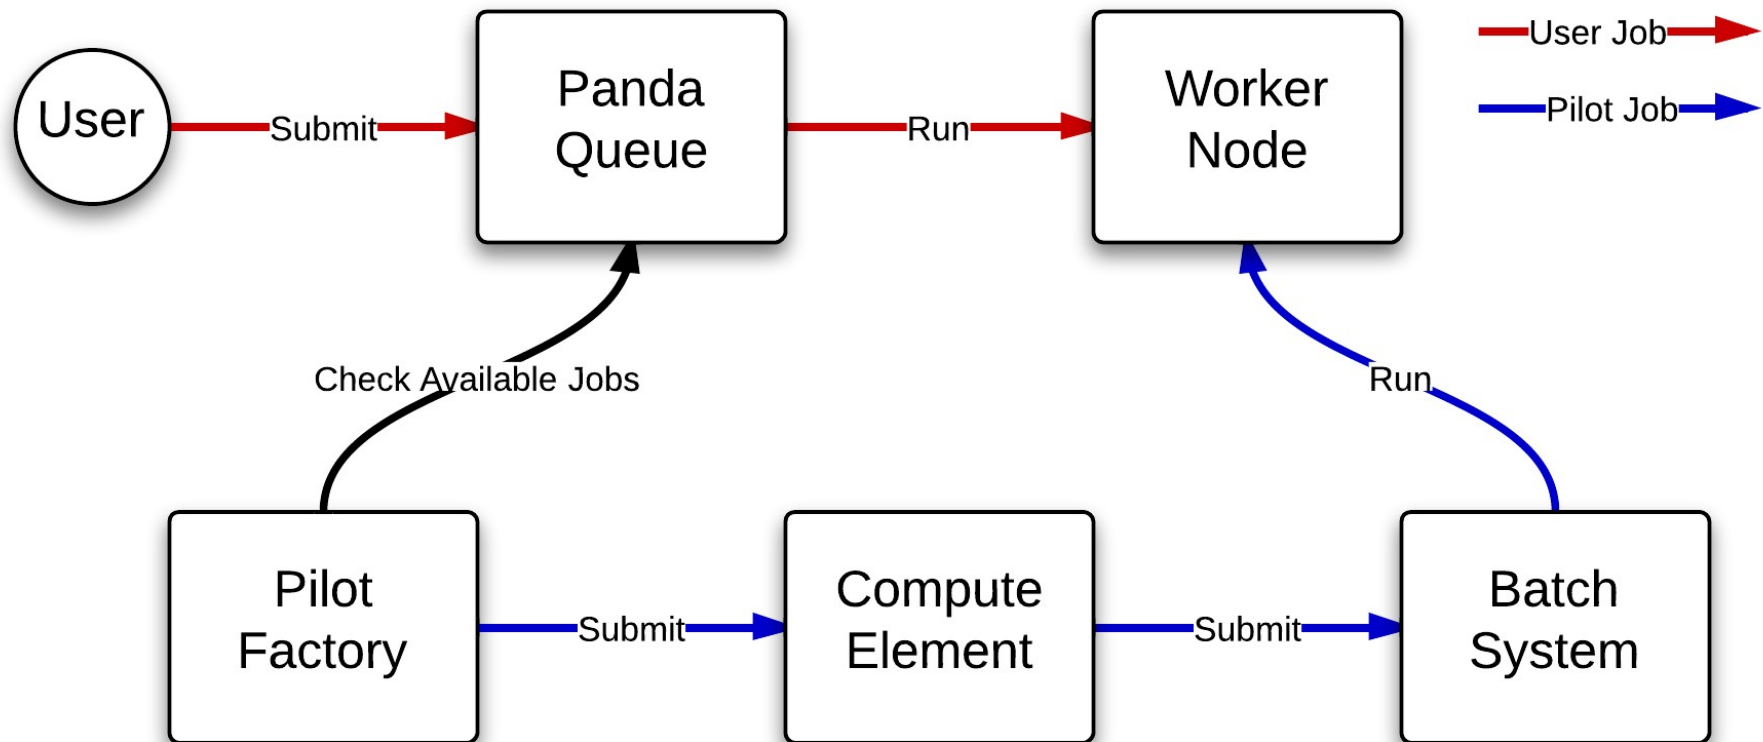 User
Submit
Panda
Queue
Run
Worker
Node
User Job
Pilot Job
Check Available Jobs
Run
Pilot
Factory
Submit
Compute
Element
Submit
Batch
System